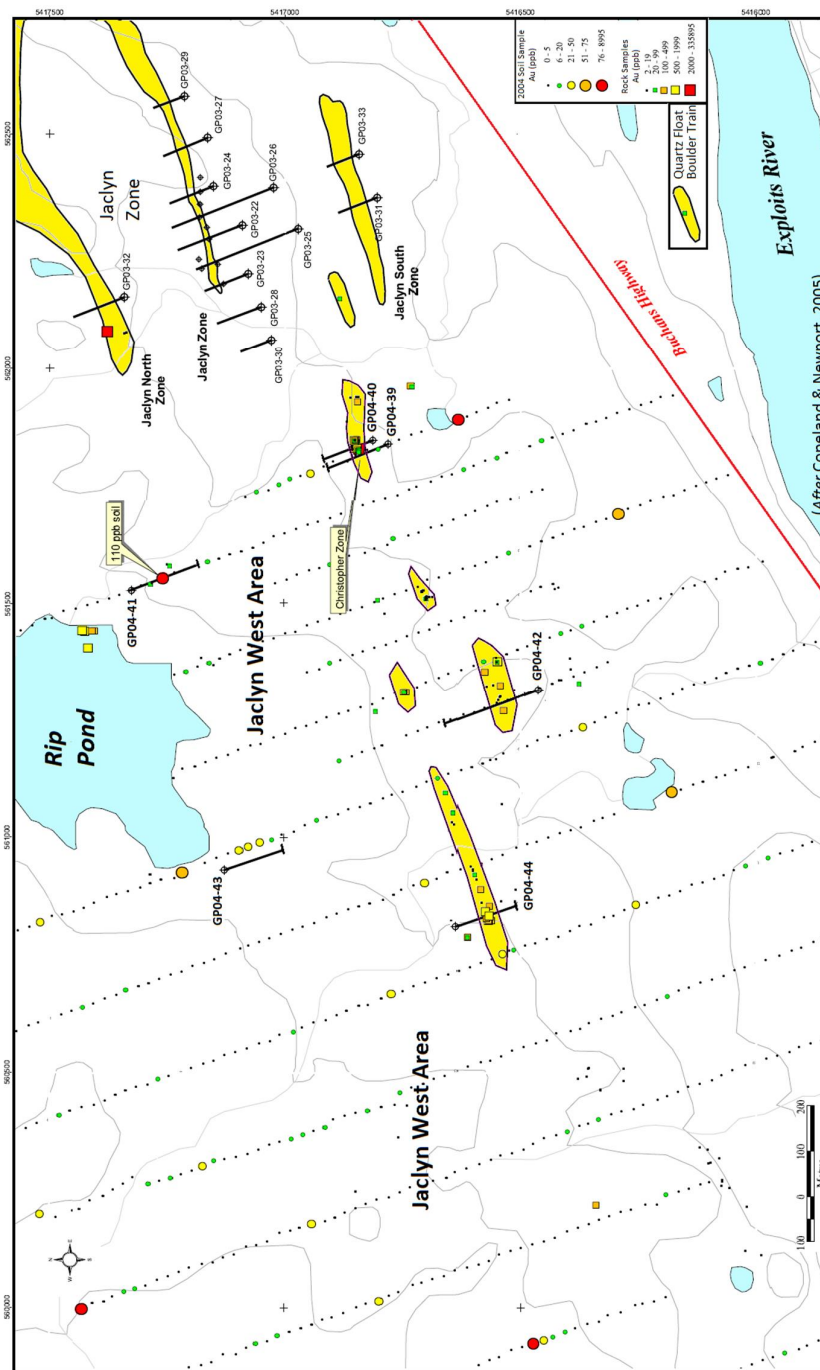 5417500
5417000
5416500
5416000
562500
562000
561500
561000
560500
560000
GP03-29
GP03-27
GP03-24
GP03-26
GP03-22
GP03-25
GP03-23
GP03-28
GP03-30
GP03-32
GP03-33
GP03-31
Jaclyn
Zone
Jaclyn North
Zone
Jaclyn Zone
Jaclyn South
Zone
2004 Soil Sample
Au (ppb)
0 - 5
6 - 20
21 - 50
51 - 75
76 - 8995
Rock Samples
Au (ppb)
2 - 19
20 - 99
100 - 499
500 - 1999
2000 - 335895
Quartz Float
Boulder Train
Exploits River
Buchans Highway
(After Copeland & Newport, 2005)
GP04-40
GP04-39
Christopher Zone
110 ppb soil
GP04-41
Jaclyn West Area
Rip
Pond
GP04-42
GP04-43
GP04-44
Jaclyn West Area
N
E
S
W
100
0
100
200